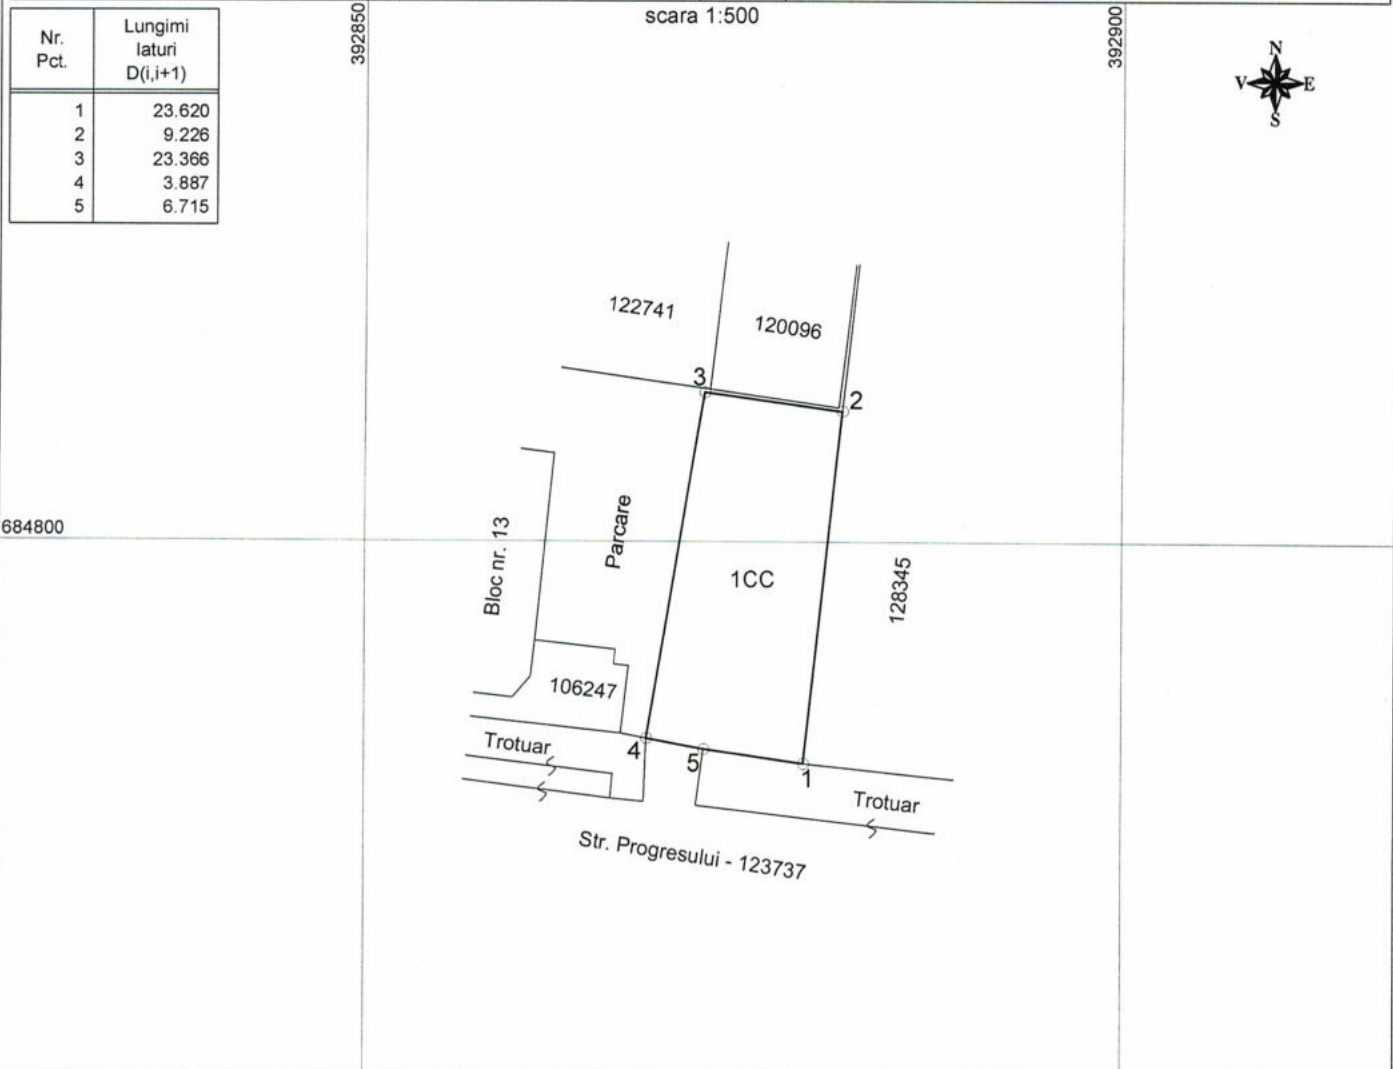 scara 1:500
392850
392900
Nr.
Pct.
Lungimi
laturi
D(i,i+1)
1 23.620
2 9.226
3 23.366
4 3.887
5 6.715
N
V E
S
122741
120096
3
2
684800
Bloc nr. 13
Parcare
1CC
128345
106247
4
5
1
Trotuar
Trotuar
Str. Progresului - 123737